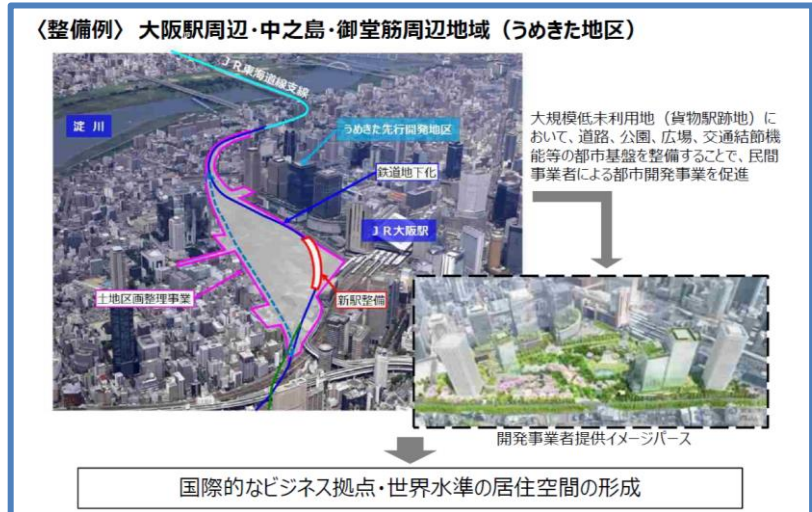 〈整備例〉 大阪駅周辺・中之島・御堂筋周辺地域（うめきた地区）
JR東海道線支線
淀川
うめきた先行開発地区
鉄道地下化
JR大阪駅
土地区画整理事業
新駅整備
大規模低未利用地（貨物駅跡地）に
おいて、道路、公園、広場、交通結節機
能等の都市基盤を整備することで、民間
事業者による都市開発事業を促進
開発事業者提供イメージパース
国際的なビジネス拠点・世界水準の居住空間の形成